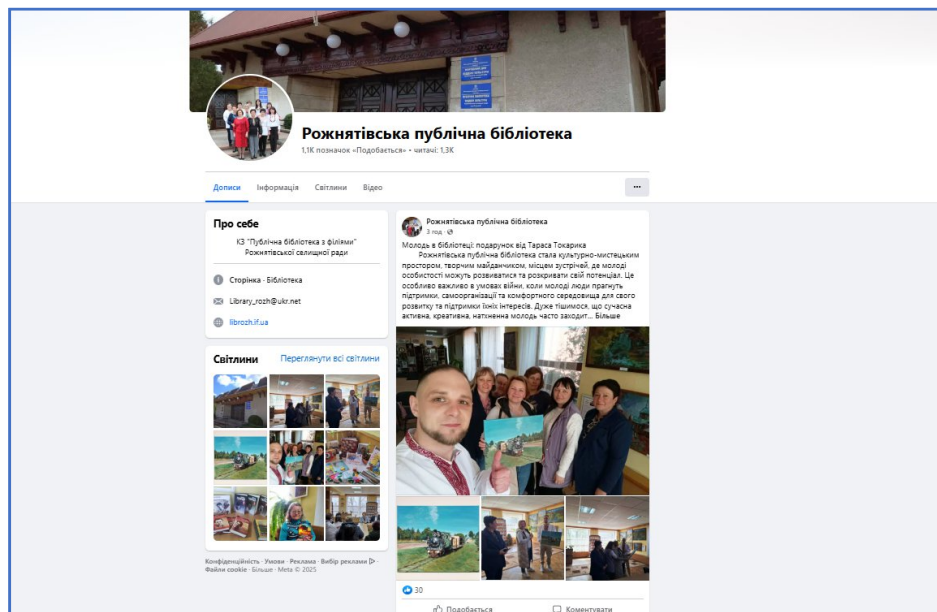 Рожнятівська публічна бібліотека
1,1K позначок «Подобається» • читачі: 1,3K
Дописи
Інформація
Світлини
Відео
Про себе
КЗ "Публічна бібліотека з філіями"
Рожнятівської селищної ради
Сторінка · Бібліотека
Library_rozh@ukr.net
librozh.if.ua
Світлини
Переглянути всі світлини
Конфіденційність · Умови · Реклама · Вибір реклами ·
Файли cookie · Більше · Meta © 2025
Рожнятівська публічна бібліотека
3 год ·
Молодь в бібліотеці: подарунок від Тараса Токарика
Рожнятівська публічна бібліотека стала культурно-мистецьким
простором, творчим майданчиком, місцем зустрічей, де молоді
особистості можуть розвиватися та розкривати свій потенціал. Це
особливо важливо в умовах війни, коли молоді люди прагнуть
підтримки, самоорганізації та комфортного середовища для свого
розвитку та підтримки їхніх інтересів. Дуже тішимося, що сучасна
активна, креативна, натхненна молодь часто заходит... Більше
30
Подобається
Коментувати